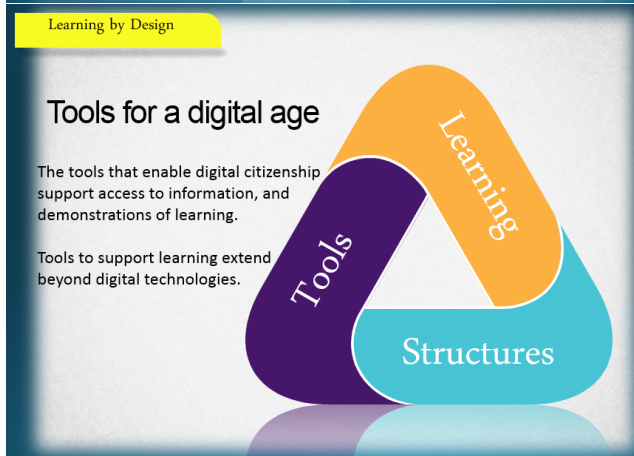 Learning by Design
Tools for a digital age
The tools that enable digital citizenship
support access to information, and
demonstrations of learning.
Tools to support learning extend
beyond digital technologies.
Learning
Tools
Structures